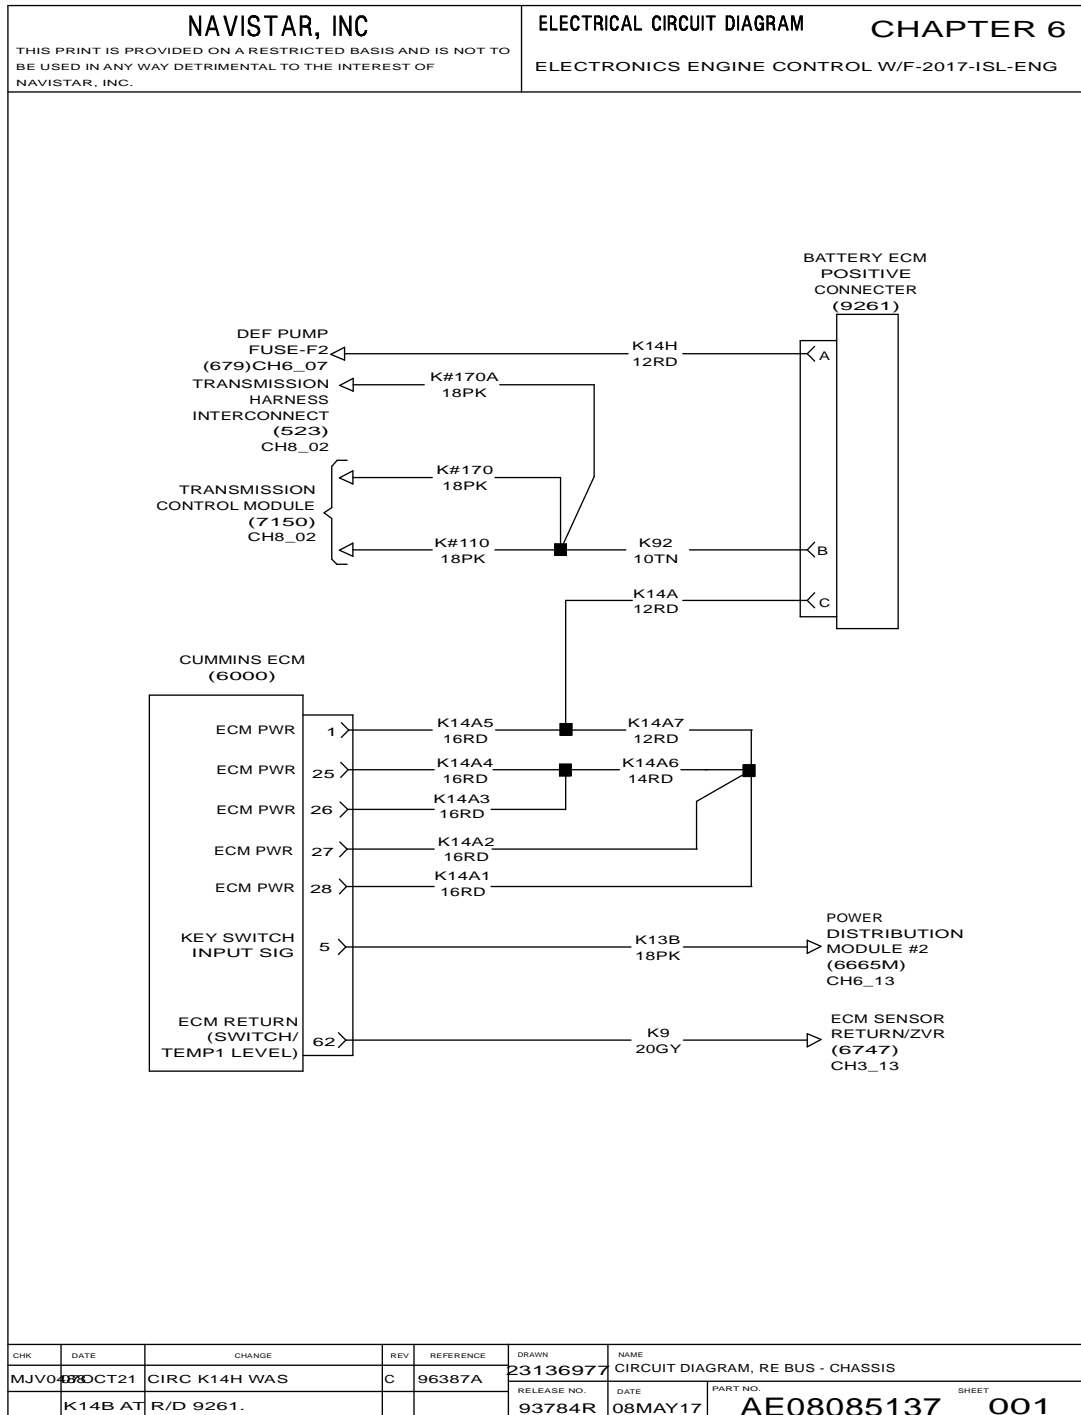 NAVISTAR, INC
THIS PRINT IS PROVIDED ON A RESTRICTED BASIS AND IS NOT TO
BE USED IN ANY WAY DETRIMENTAL TO THE INTEREST OF
NAVISTAR, INC.
ELECTRICAL CIRCUIT DIAGRAM
CHAPTER 6
ELECTRONICS ENGINE CONTROL W/F-2017-ISL-ENG
BATTERY ECM
POSITIVE
CONNECTER
(9261)
DEF PUMP
FUSE-F2
(679)CH6_07
K14H
12RD
A
TRANSMISSION
HARNESS
INTERCONNECT
(523)
CH8_02
K#170A
18PK
TRANSMISSION
CONTROL MODULE
(7150)
CH8_02
K#170
18PK
K#110
18PK
K92
10TN
B
K14A
12RD
C
CUMMINS ECM
(6000)
ECM PWR
1
K14A5
16RD
K14A7
12RD
ECM PWR
25
K14A4
16RD
K14A6
14RD
ECM PWR
26
K14A3
16RD
ECM PWR
27
K14A2
16RD
ECM PWR
28
K14A1
16RD
KEY SWITCH
INPUT SIG
5
K13B
18PK
POWER
DISTRIBUTION
MODULE #2
(6665M)
CH6_13
ECM RETURN
(SWITCH/
TEMP1 LEVEL)
62
K9
20GY
ECM SENSOR
RETURN/ZVR
(6747)
CH3_13
CHK
DATE
CHANGE
REV
REFERENCE
DRAWN
NAME
CIRC K14H WAS
C
96387A
23136977
CIRCUIT DIAGRAM, RE BUS - CHASSIS
K14B AT R/D 9261.
RELEASE NO.
93784R
DATE
08MAY17
PART NO.
AE08085137
SHEET
001